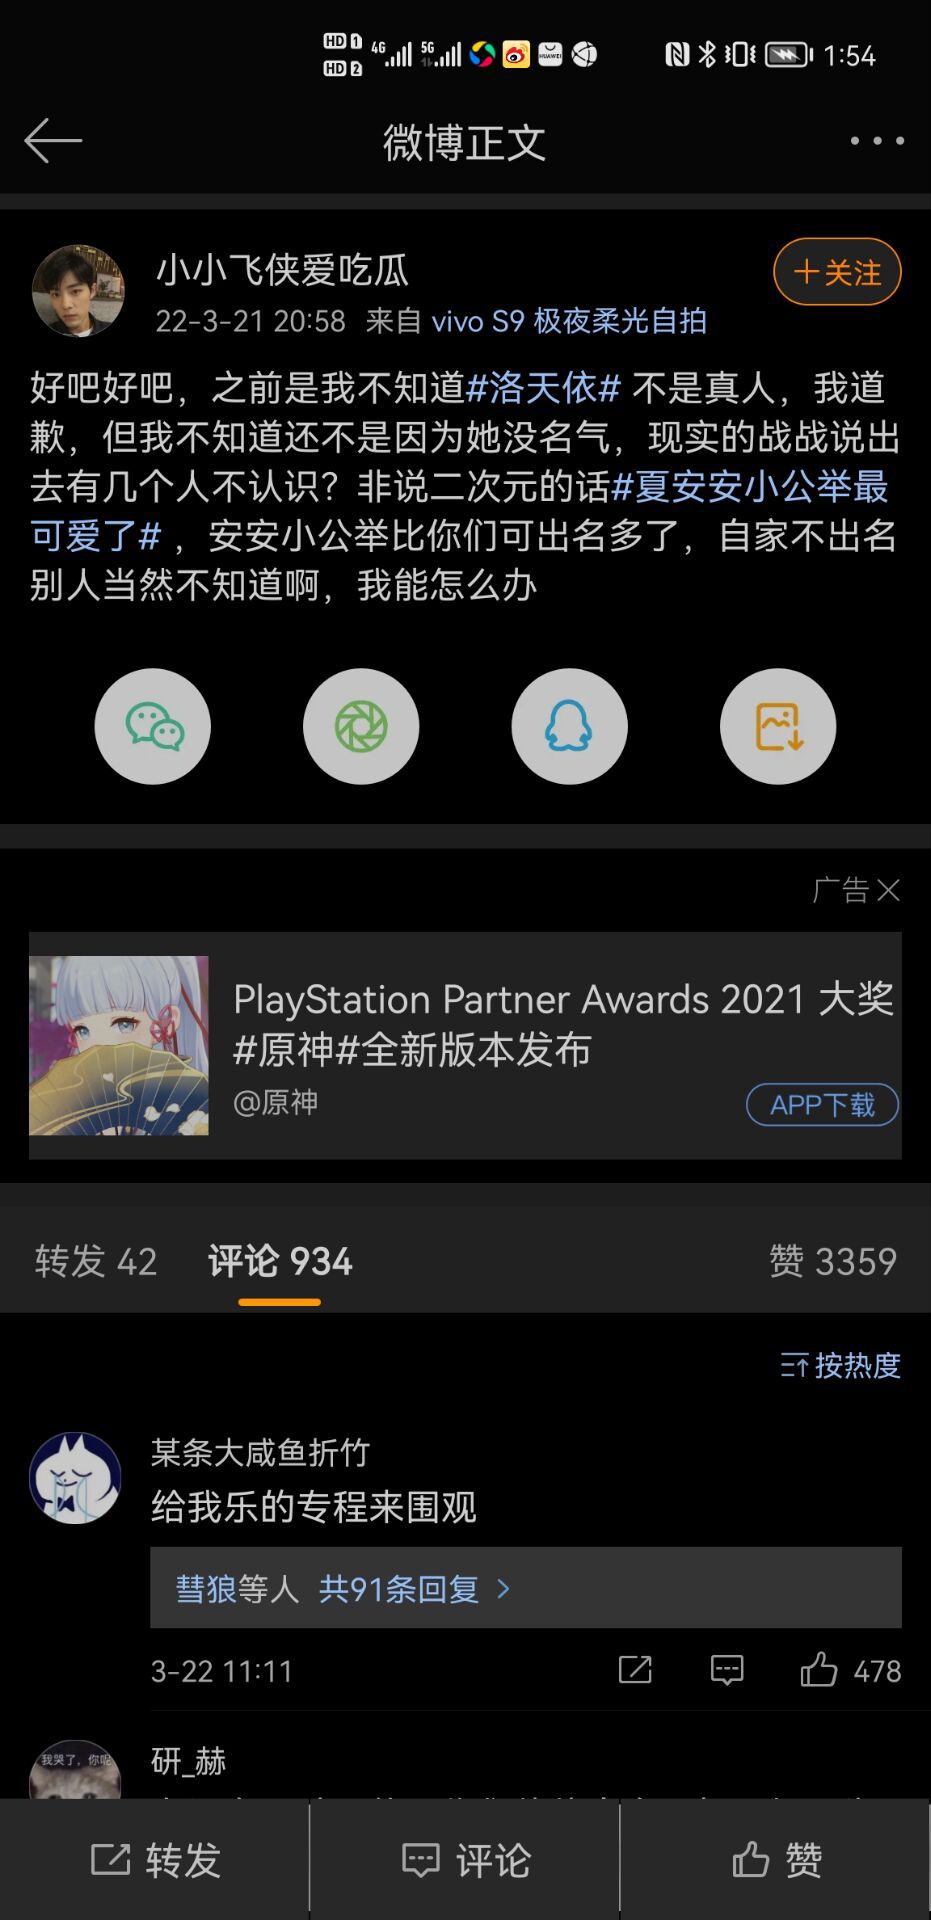 HD 1
HD 2
4G
5G
HUAWEI
1:54
微博正文
小小飞侠爱吃瓜
+关注
22-3-21 20:58 来自 vivo S9 极夜柔光自拍
好吧好吧，之前是我不知道#洛天依# 不是真人，我道
歉，但我不知道还不是因为她没名气，现实的战战说出
去有几个人不认识？非说二次元的话#夏安安小公举最
可爱了#，安安小公举比你们可出名多了，自家不出名
别人当然不知道啊，我能怎么办
广告
PlayStation Partner Awards 2021 大奖
#原神#全新版本发布
@原神
APP下载
转发 42 评论 934 赞 3359
按热度
某条大咸鱼折竹
给我乐的专程来围观
彗狼等人 共91条回复 >
3-22 11:11
478
我哭了，你呢
研_赫
转发 评论 赞